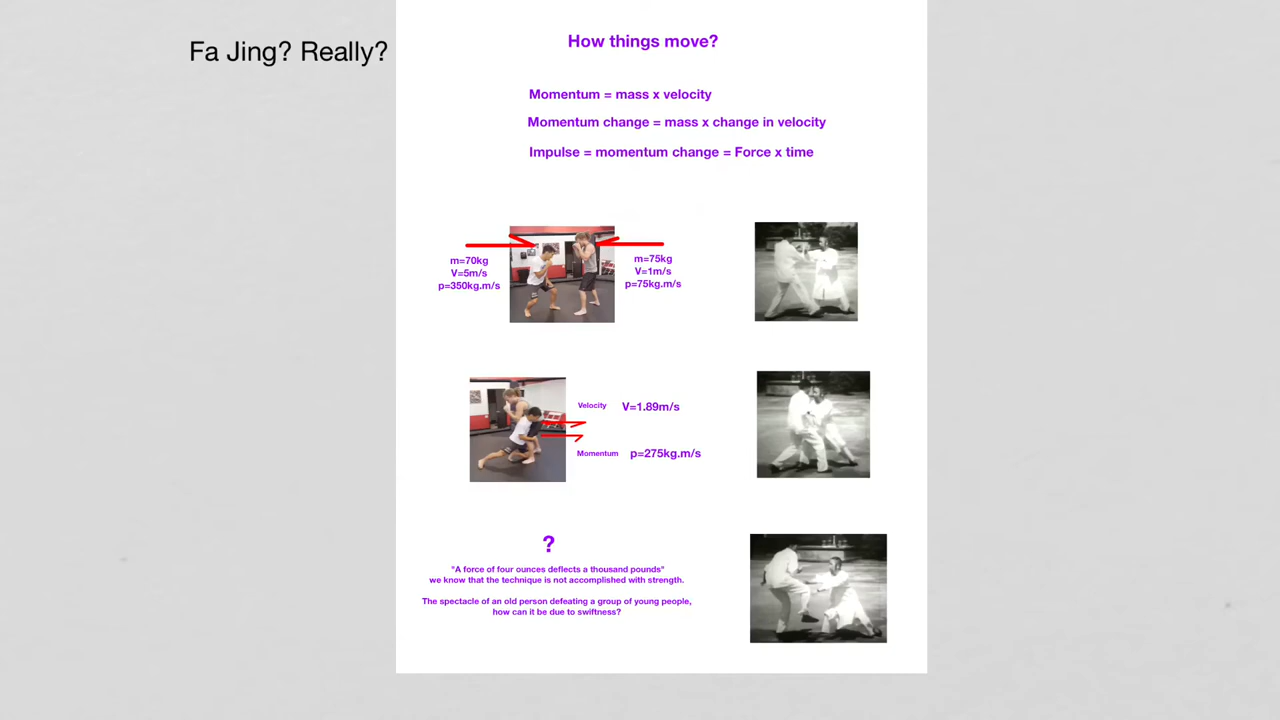 Fa Jing? Really?
How things move?
Momentum = mass x velocity
Momentum change = mass x change in velocity
Impulse = momentum change = Force x time
m=70kg
V=5m/s
p=350kg.m/s
m=75kg
V=1m/s
p=75kg.m/s
Velocity V=1.89m/s
Momentum p=275kg.m/s
?
"A force of four ounces deflects a thousand pounds"
we know that the technique is not accomplished with strength.
The spectacle of an old person defeating a group of young people,
how can it be due to swiftness?